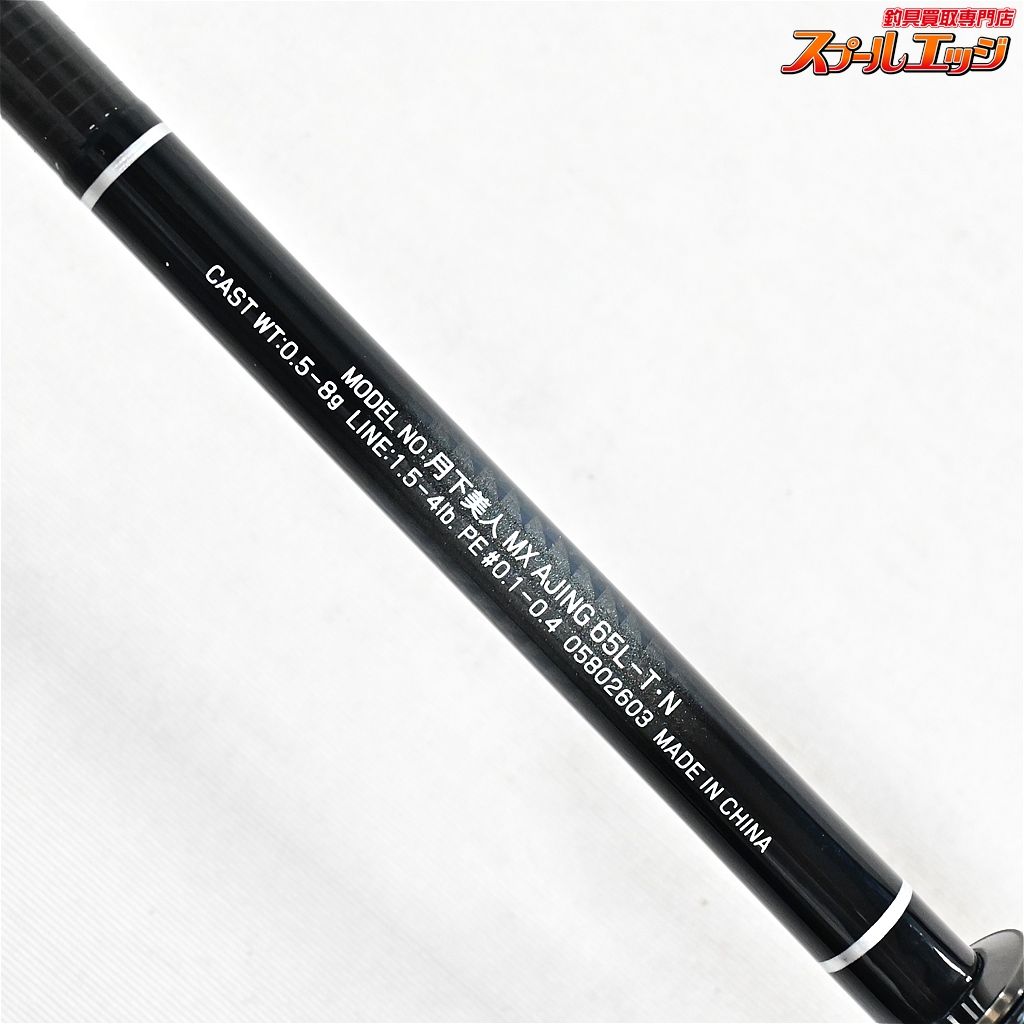 釣具買取専門店
スプールエッジ
MODEL NO:月下美人 MX AJING 65L-T・N
CAST WT:0.5-8g LINE:1.5-4lb. PE #0.1-0.4 05802603 MADE IN CHINA